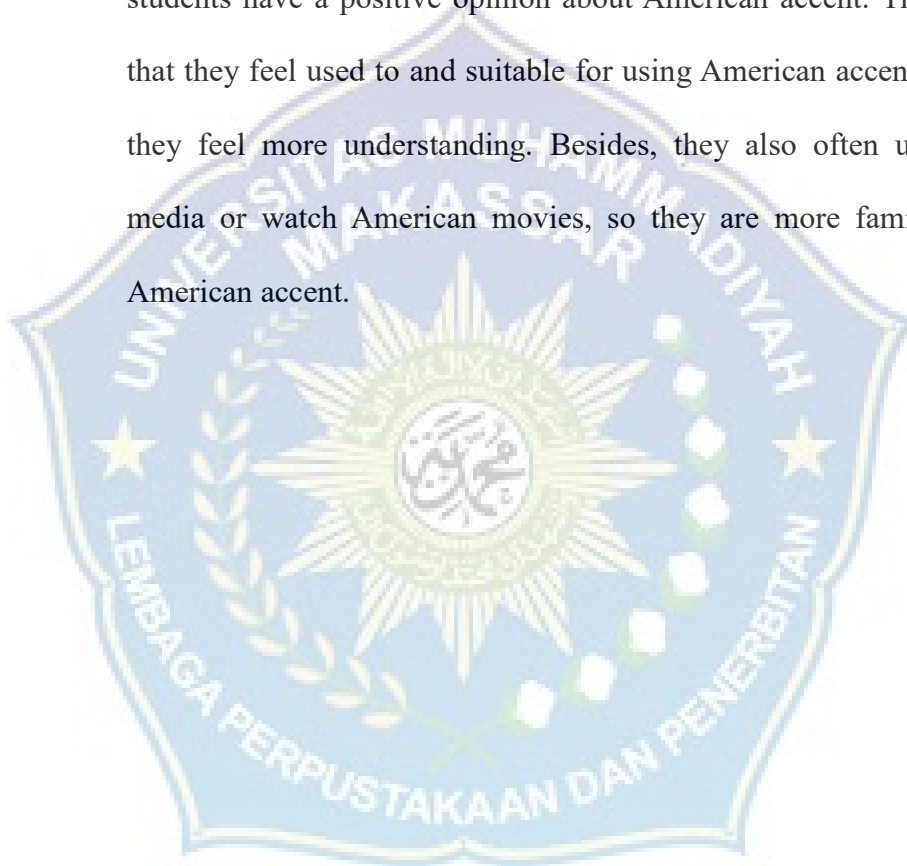 students have a positive opinion about American accent.
that they feel used to and suitable for using American
they feel more understanding. Besides, they also often
media or watch American movies, so they are more
American accent.
UNIVERSITAS MUHAMMADIYAH
MAKASSAR
LEMBAGA PERPUSTAKAAN DAN PENERBITAN